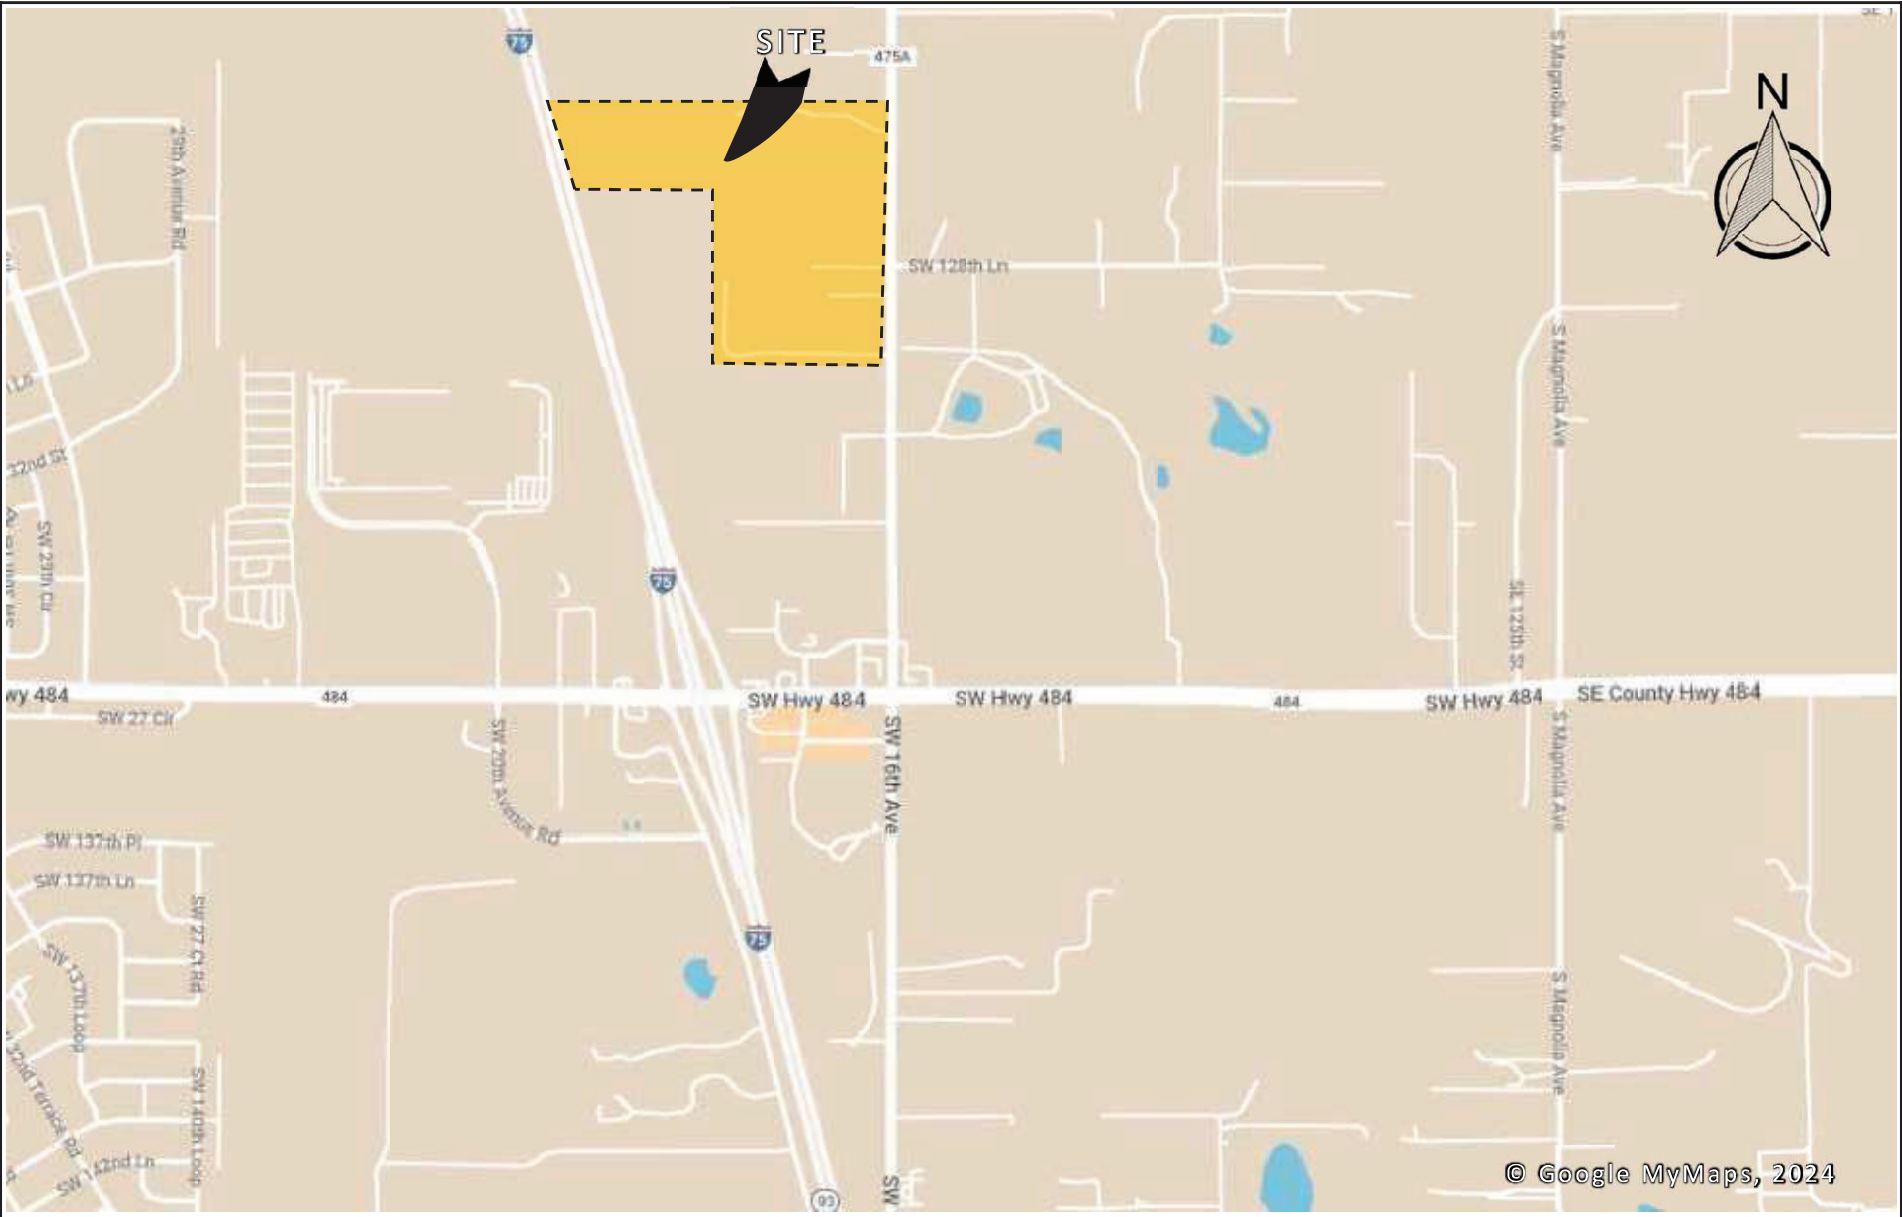 SE 1
75
SITE
475A
S Magnolia Ave
N
29th Avenue Rd
SW 128th Ln
S Magnolia Ave
Ln
32nd St
SW 29th Cir
75
SE 125th St
wy 484
484
SW Hwy 484
SW Hwy 484
484
SW Hwy 484
SE County Hwy 484
SW 27 Cir
SW 20th Avenue Rd
SW 16th Ave
S Magnolia Ave
SW 137th Pl
SW 137th Ln
SW 27 Ct Rd
75
SW 137th Loop
S Magnolia Ave
32nd Terrace Rd
SW 140th Loop
SW 142nd Ln
93
SW
© Google MyMaps, 2024